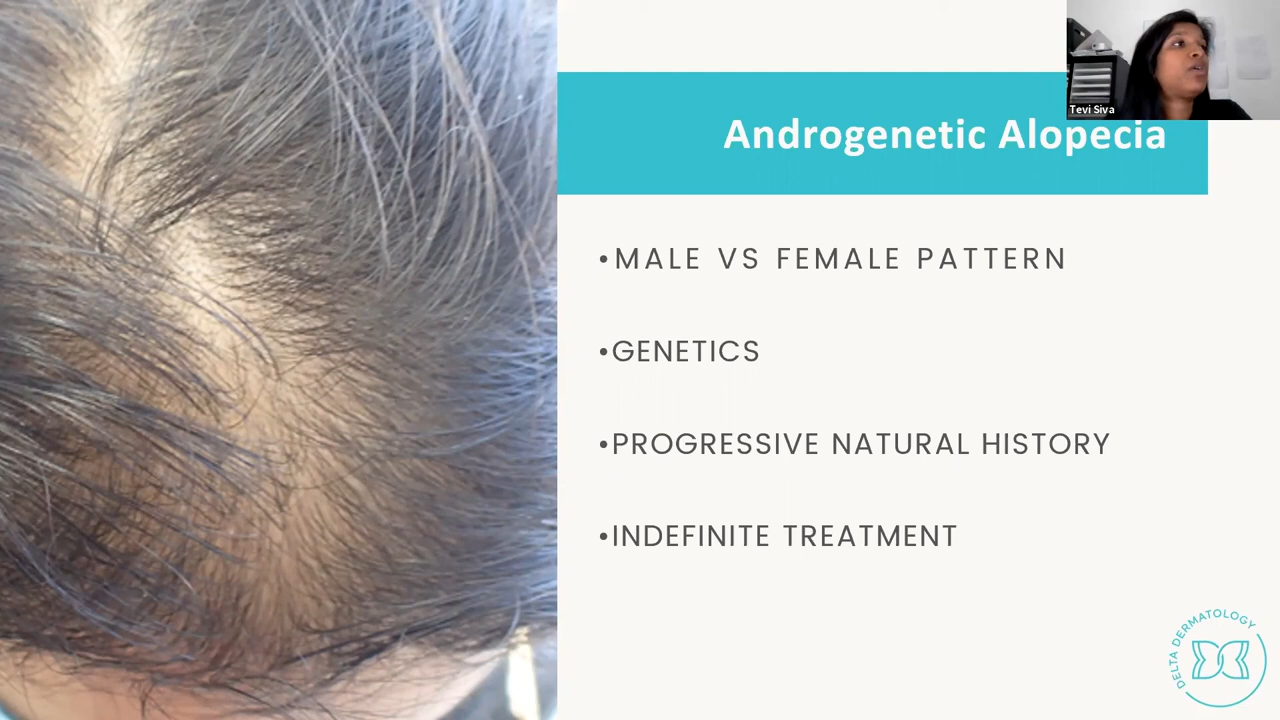 Tevi Siva
Androgenetic Alopecia
•MALE VS FEMALE PATTERN
•GENETICS
•PROGRESSIVE NATURAL HISTORY
•INDEFINITE TREATMENT
DELTA DERMATOLOGY